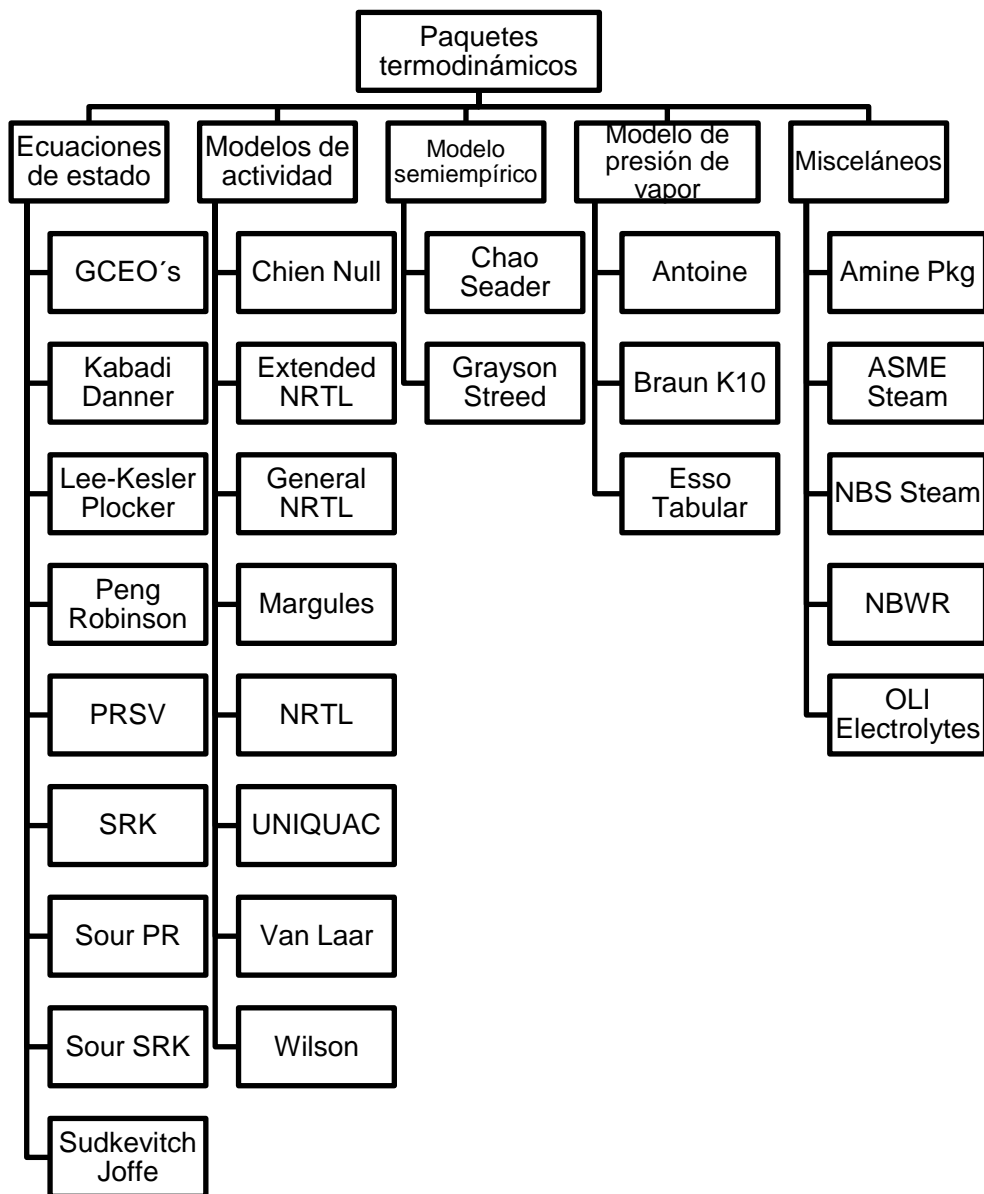 Paquetes
termodinámicos
Ecuaciones
de estado
GCEO´s
Kabadi
Danner
Lee-Kesler
Plocker
Peng
Robinson
PRSV
SRK
Sour PR
Sour SRK
Sudkevitch
Joffe
Modelos de
actividad
Chien Null
Extended
NRTL
General
NRTL
Margules
NRTL
UNIQUAC
Van Laar
Wilson
Modelo
semiempírico
Chao
Seader
Grayson
Streed
Modelo de
presión de
vapor
Antoine
Braun K10
Esso
Tabular
Misceláneos
Amine Pkg
ASME
Steam
NBS Steam
NBWR
OLI
Electrolytes